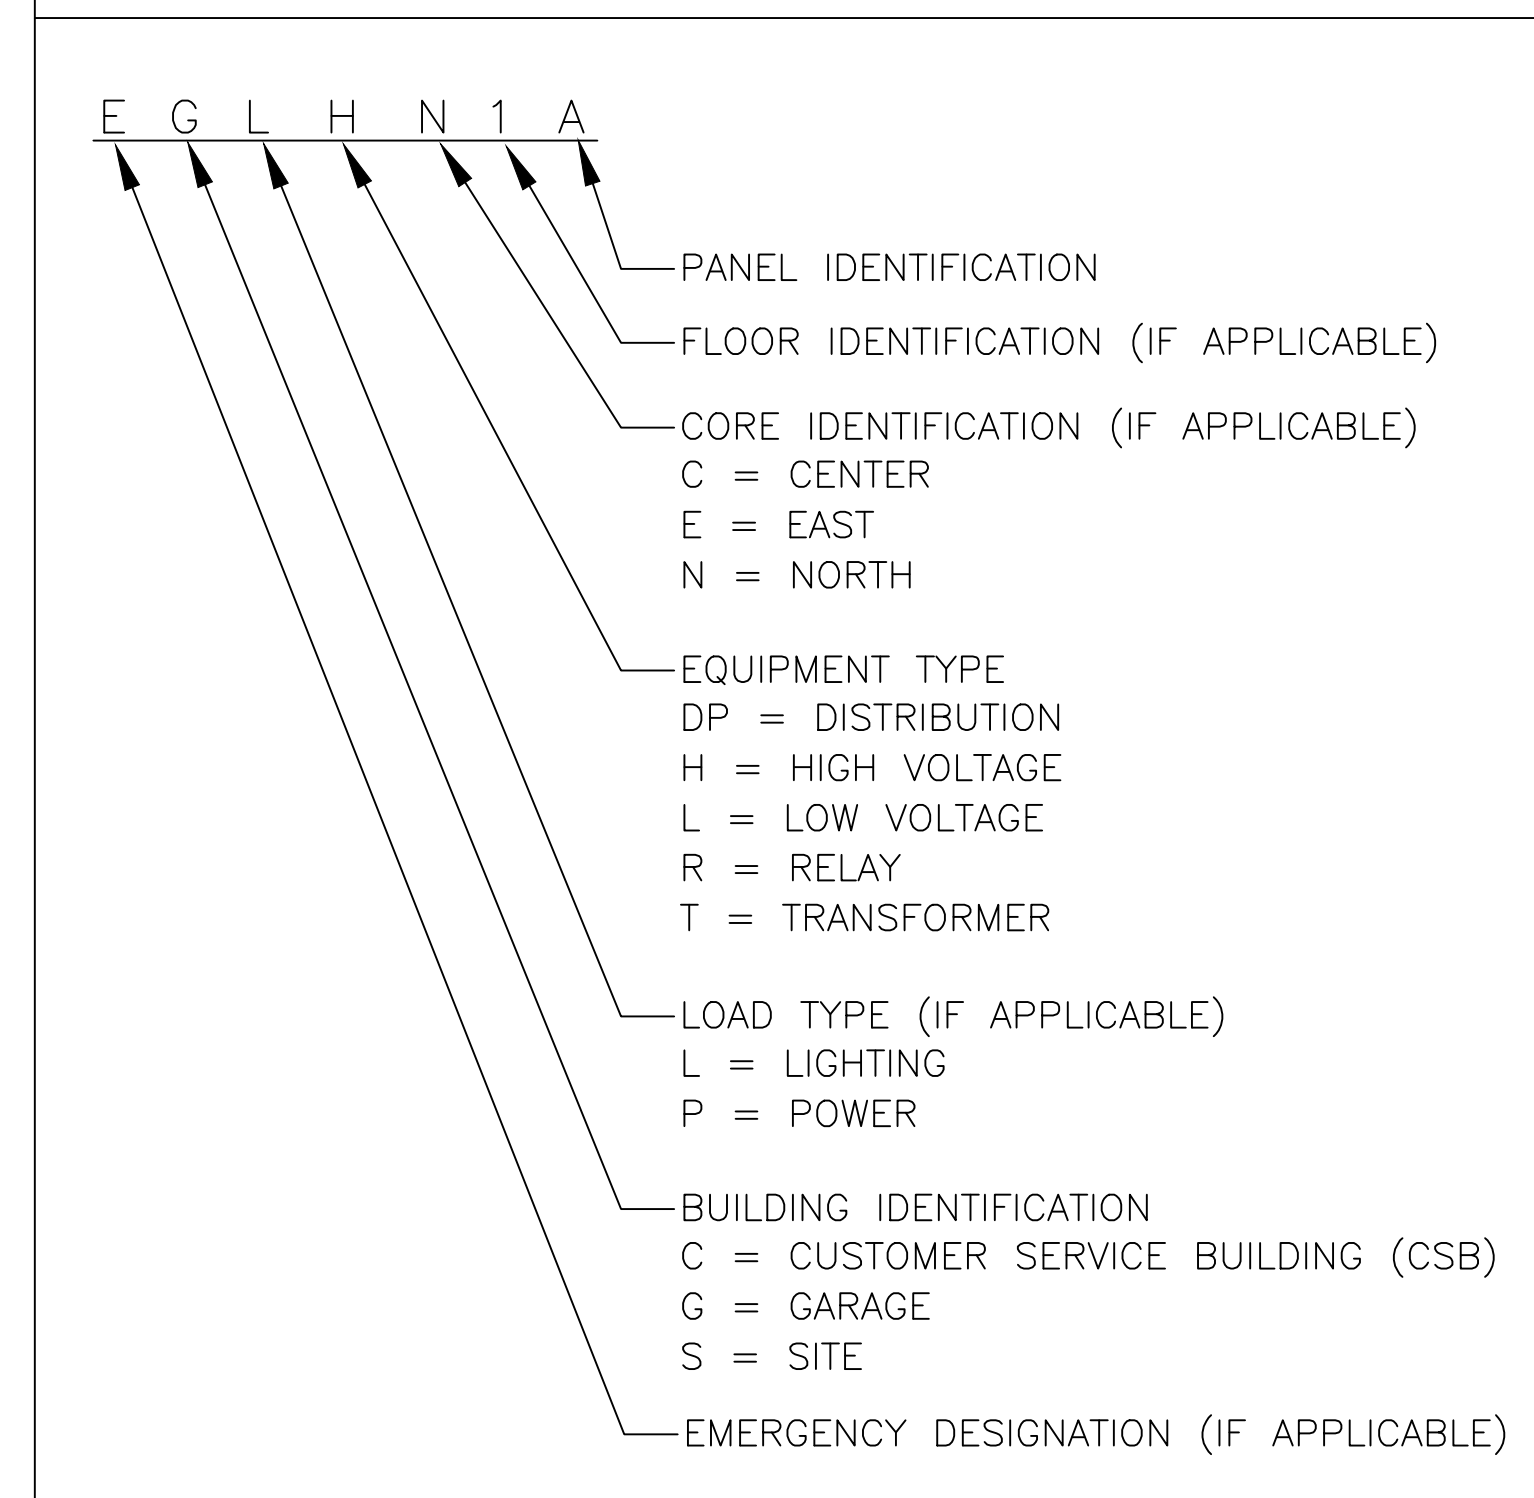 E G L H N 1 A
PANEL IDENTIFICATION
FLOOR IDENTIFICATION (IF APPLICABLE)
CORE IDENTIFICATION (IF APPLICABLE)
C = CENTER
E = EAST
N = NORTH
EQUIPMENT TYPE
DP = DISTRIBUTION
H = HIGH VOLTAGE
L = LOW VOLTAGE
R = RELAY
T = TRANSFORMER
LOAD TYPE (IF APPLICABLE)
L = LIGHTING
P = POWER
BUILDING IDENTIFICATION
C = CUSTOMER SERVICE BUILDING (CSB)
G = GARAGE
S = SITE
EMERGENCY DESIGNATION (IF APPLICABLE)